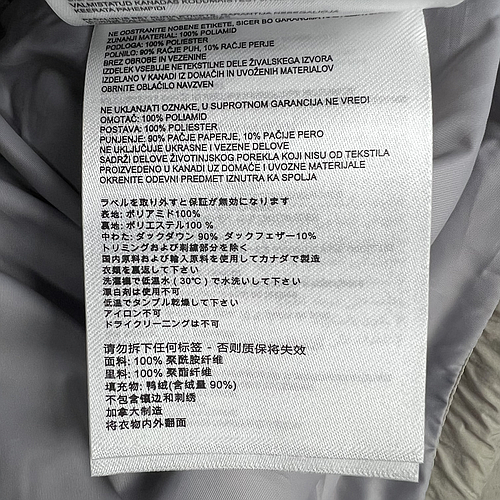 VALMISTATUD KANADAS KODUMAISTEST
NE ODSTRANITE NOBENE ETIKETE, SICER BO GARANCIJA
ZUNANJI MATERIAL: 100% POLIAMID
PODLOGA: 100% POLIESTER
POLNILO: 90% RAČJE PUH, 10% RAČJE PERJE
BREZ OBROBE IN VEZENINE
IZDELEK VSEBUJE NETEKSTILNE DELE ŽIVALSKEGA IZVORA
IZDELANO V KANADI IZ DOMAČIH IN UVOŽENIH MATERIALOV
OBRNITE OBLAČILO NAVZVEN
NE UKLANJATI OZNAKE, U SUPROTNOM GARANCIJA NE VREDI
OMOTAČ: 100% POLIAMID
POSTAVA: 100% POLIESTER
PUNJENJE: 90% PAČJE PAPERJE, 10% PAČJE PERO
NE UKLJUČUJE UKRASNE I VEZENE DELOVE
SADRŽI DELOVE ŽIVOTINJSKOG POREKLA KOJI NISU OD TEKSTILA
PROIZVEDENO U KANADI UZ DOMAĆE I UVOZNE MATERIJALE
OKRENITE ODEVNI PREDMET IZNUTRA KA SPOLJA
ラベルを取り外すと保証が無効になります
表地: ポリアミド100%
裏地: ポリエステル100%
中わた: ダックダウン 90% ダックフェザー10%
トリミングおよび刺繍部分を除く
国内原料および輸入原料を使用してカナダで製造
衣類を裏返して下さい
洗濯機で低温水 ( 30℃ ) で水洗いして下さい
漂白剤は使用不可
低温でタンブル乾燥して下さい
アイロン不可
ドライクリーニングは不可
请勿拆下任何标签 - 否则质保将失效
面料: 100% 聚酰胺纤维
里料: 100% 聚酯纤维
填充物: 鸭绒(含绒量 90%)
不包含镶边和刺绣
加拿大制造
将衣物内外翻面